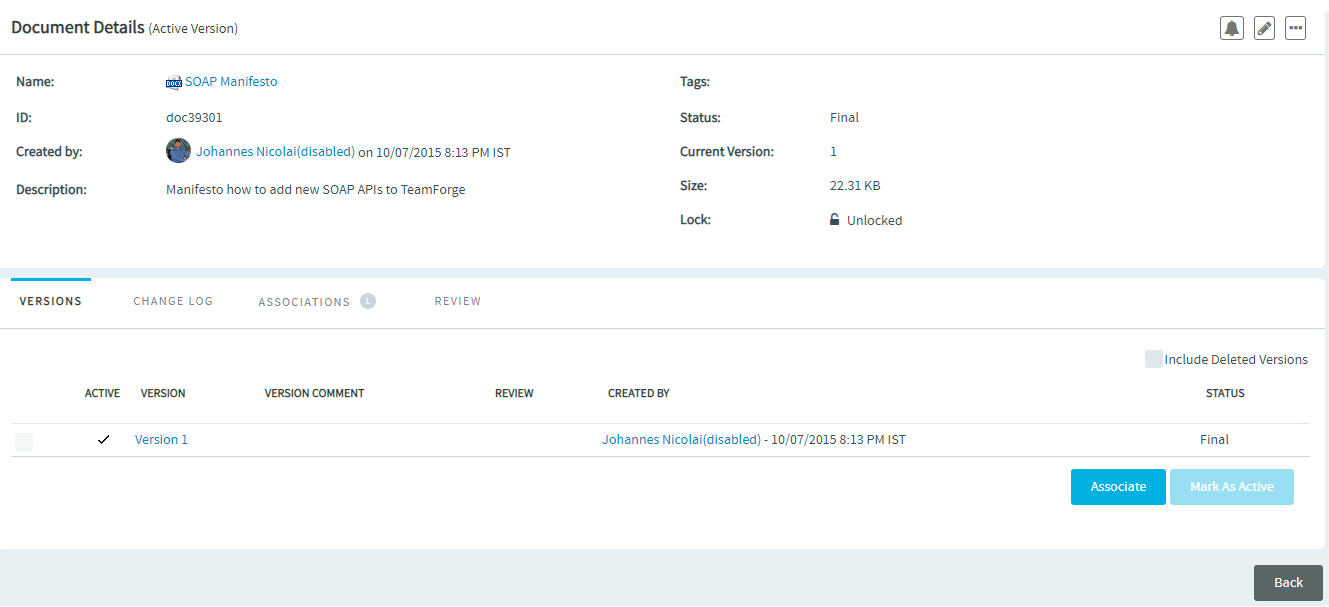 Document Details (Active Version)
Name: DOCX SOAP Manifesto
Tags:
ID: doc39301
Status: Final
Created by: Johannes Nicolai(disabled) on 10/07/2015 8:13 PM IST
Current Version: 1
Description: Manifesto how to add new SOAP APIs to TeamForge
Size: 22.31 KB
Lock: Unlocked
VERSIONS CHANGE LOG ASSOCIATIONS 1 REVIEW
Include Deleted Versions
ACTIVE VERSION VERSION COMMENT REVIEW CREATED BY STATUS
Version 1 Johannes Nicolai(disabled) - 10/07/2015 8:13 PM IST Final
Associate Mark As Active
Back